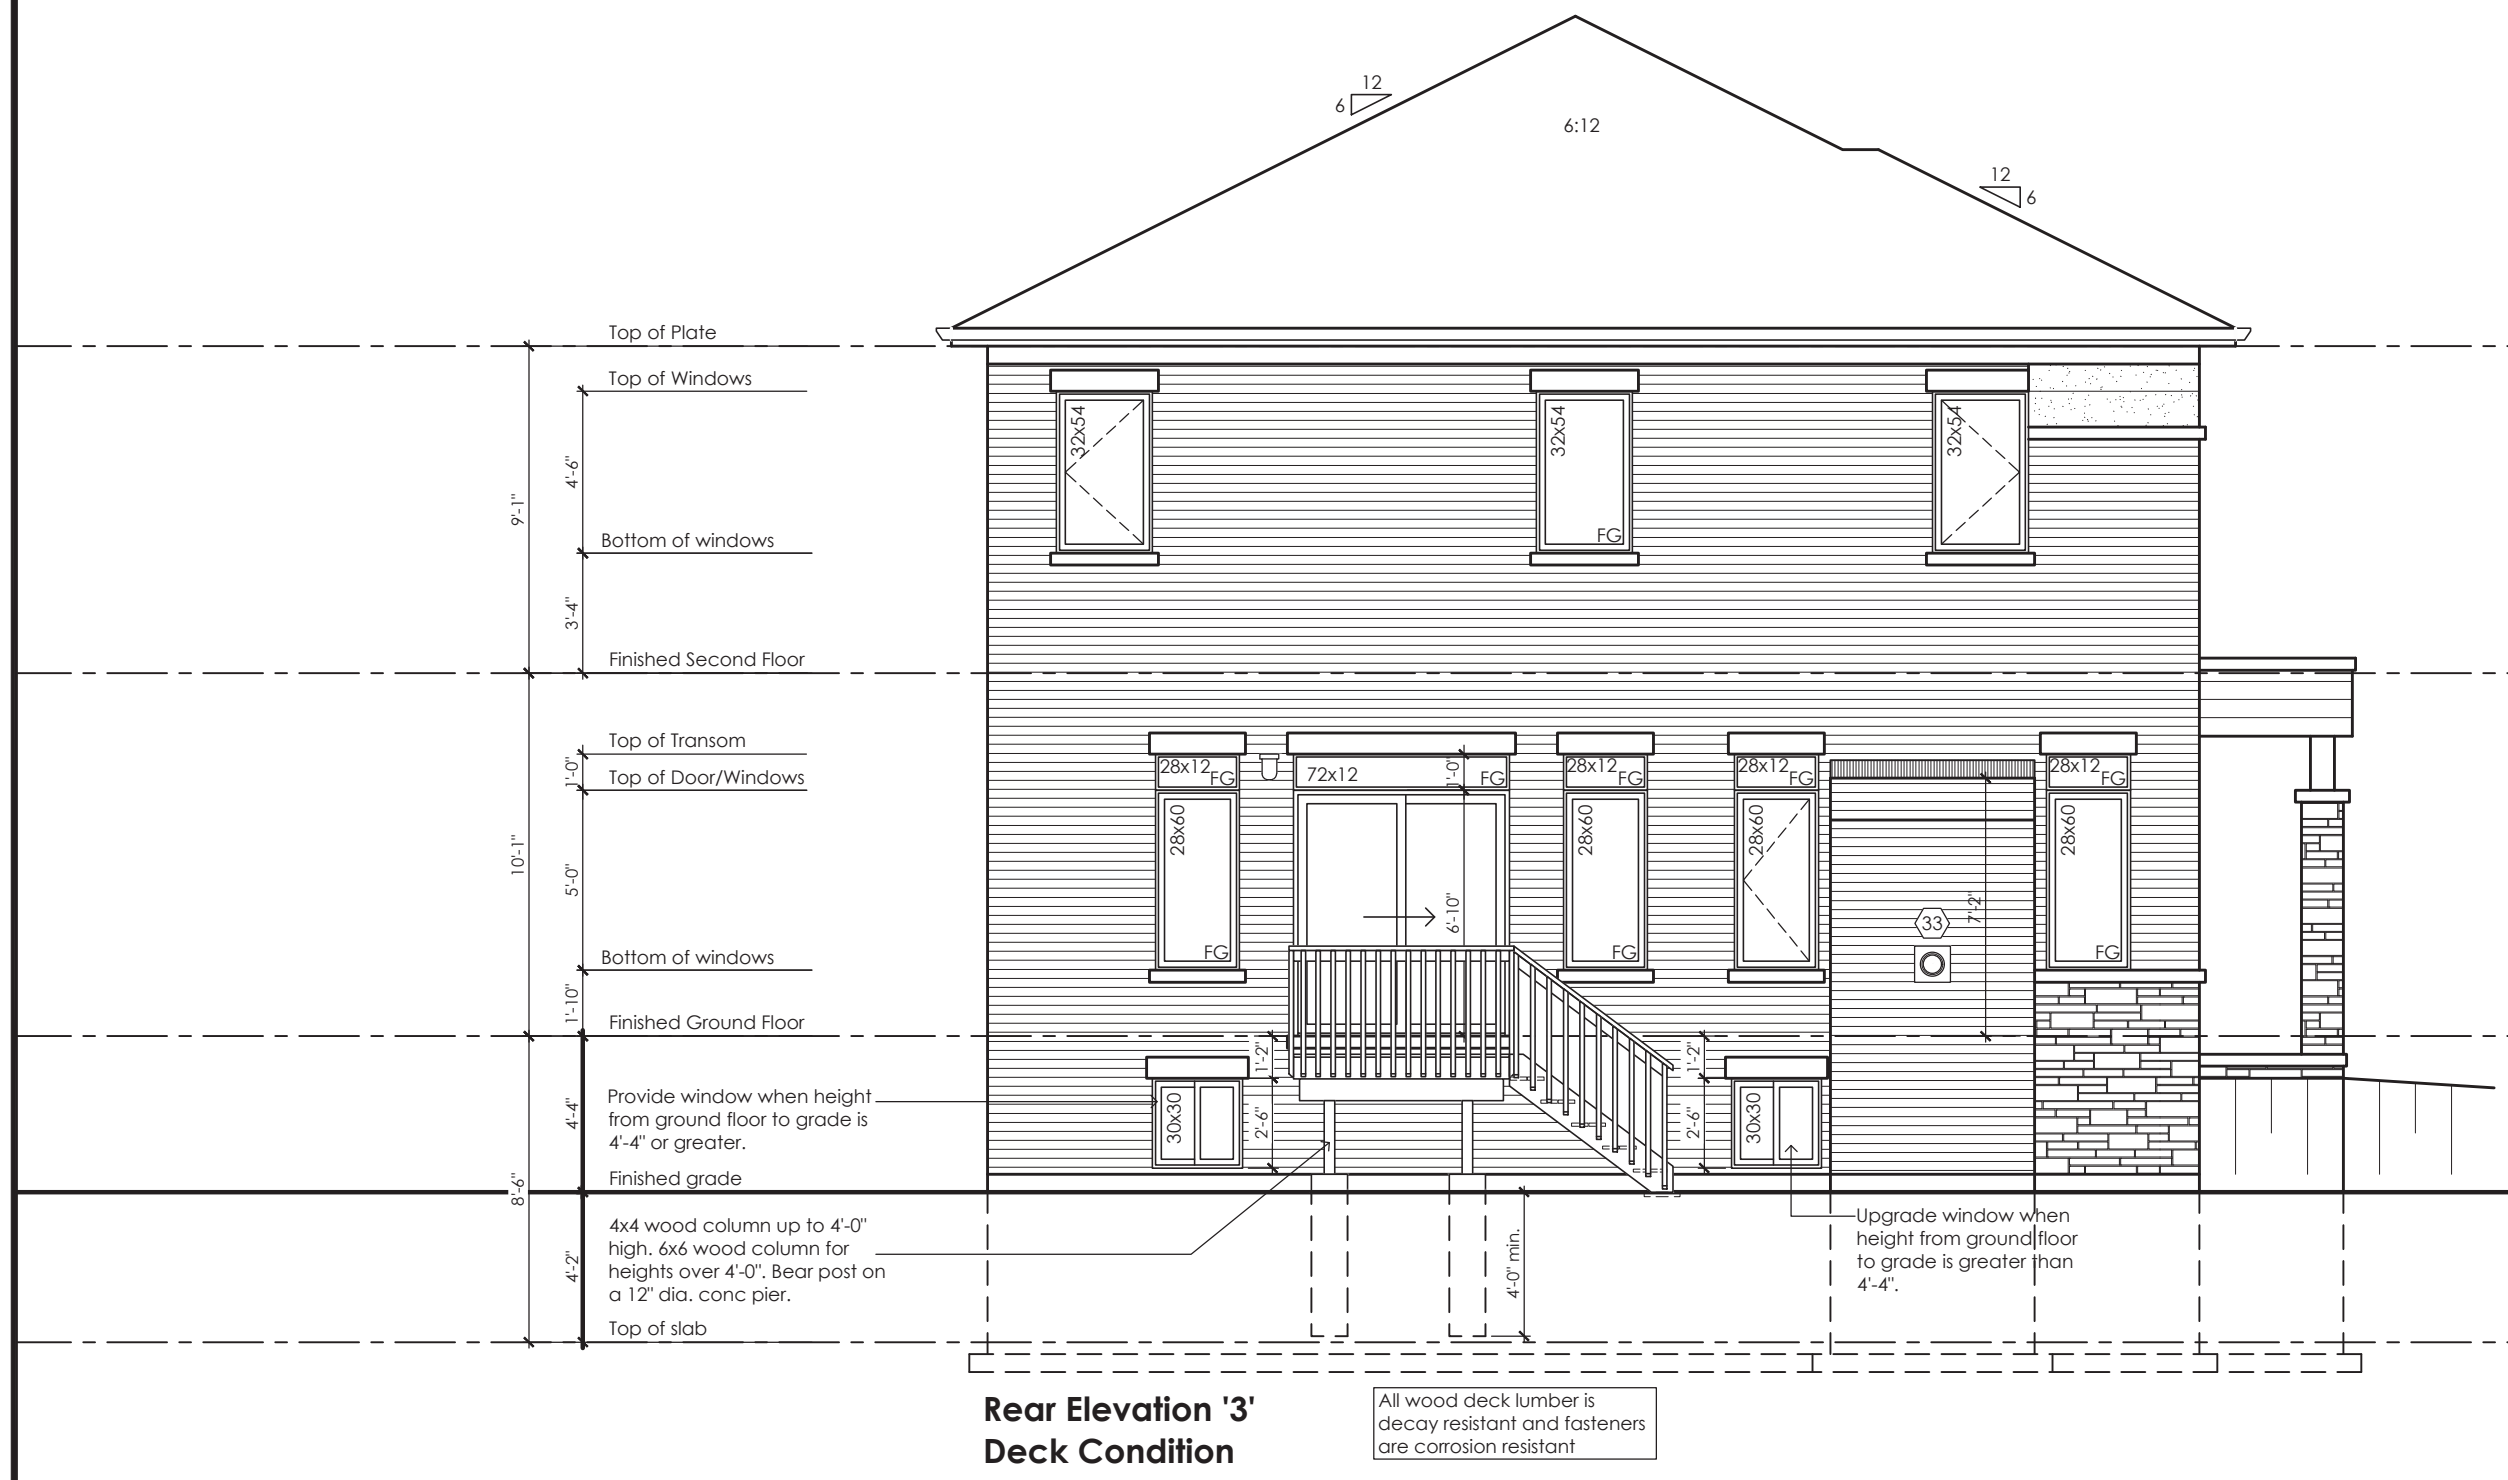 12
6
6:12
12
6
Top of Plate
Top of Windows
32x54
32x54
32x54
4'-6"
9'-1"
FG
Bottom of windows
3'-4"
Finished Second Floor
Top of Transom
1'-0"
Top of Door/Windows
28x12
FG
72x12
FG
1'-0"
28x12
FG
28x12
FG
28x12
FG
28x60
28x60
28x60
28x60
10'-1"
5'-0"
6'-10"
33
7'-2"
FG
FG
FG
Bottom of windows
1'-10"
Finished Ground Floor
1'-2"
1'-2"
Provide window when height
from ground floor to grade is
4'-4" or greater.
4'-4"
30x30
2'-6"
2'-6"
30x30
Finished grade
8'-6"
4x4 wood column up to 4'-0"
high. 6x6 wood column for
heights over 4'-0". Bear post on
a 12" dia. conc pier.
4'-2"
4'-0" min.
Upgrade window when
height from ground floor
to grade is greater than
4'-4".
Top of slab
Rear Elevation '3'
Deck Condition
All wood deck lumber is
decay resistant and fasteners
are corrosion resistant